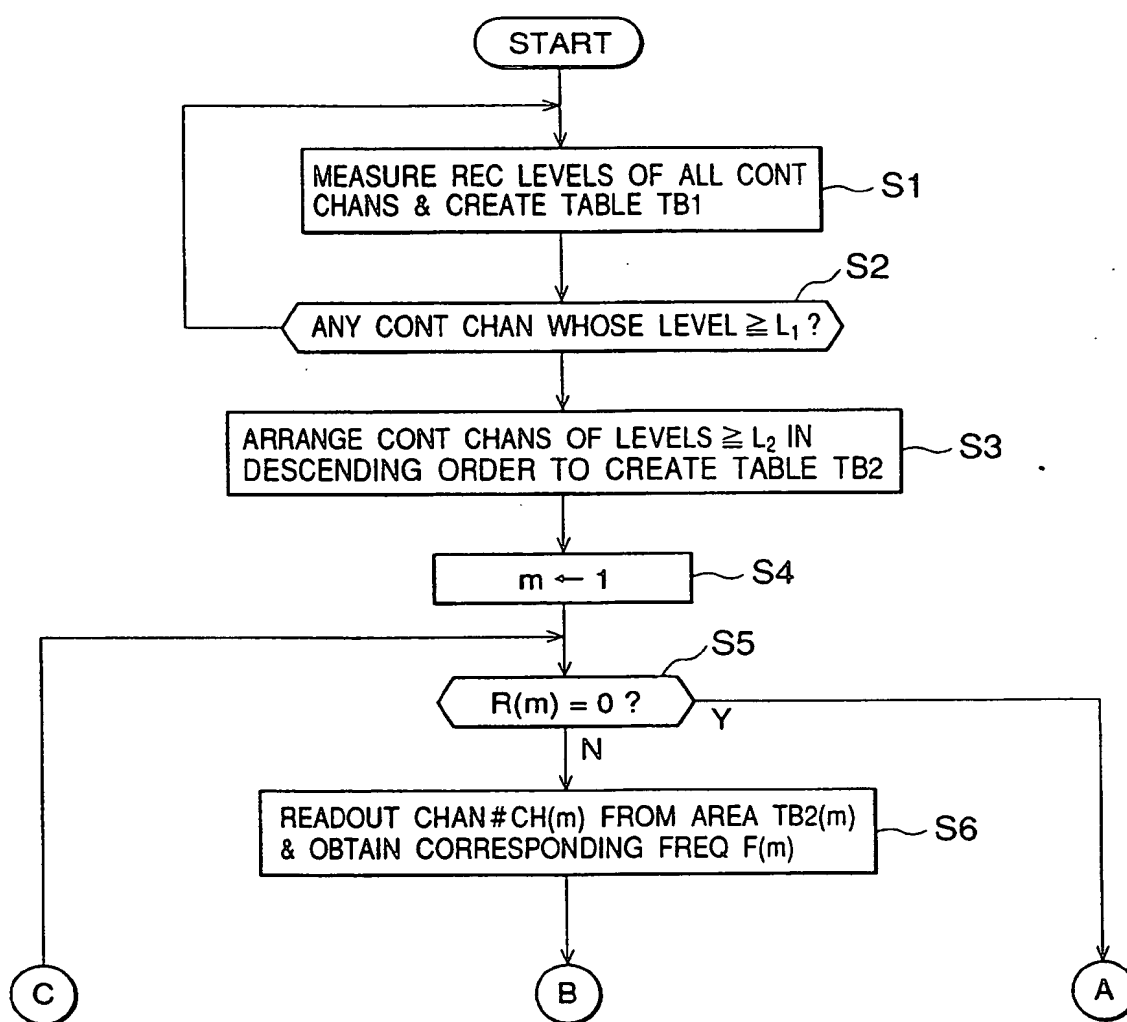 START
MEASURE REC LEVELS OF ALL CONT
CHANS & CREATE TABLE TB1
S1
S2
ANY CONT CHAN WHOSE LEVEL ≧ L₁ ?
ARRANGE CONT CHANS OF LEVELS ≧ L₂ IN
DESCENDING ORDER TO CREATE TABLE TB2
S3
m ← 1
S4
S5
R(m) = 0 ?
Y
N
READOUT CHAN#CH(m) FROM AREA TB2(m)
& OBTAIN CORRESPONDING FREQ F(m)
S6
C
B
A